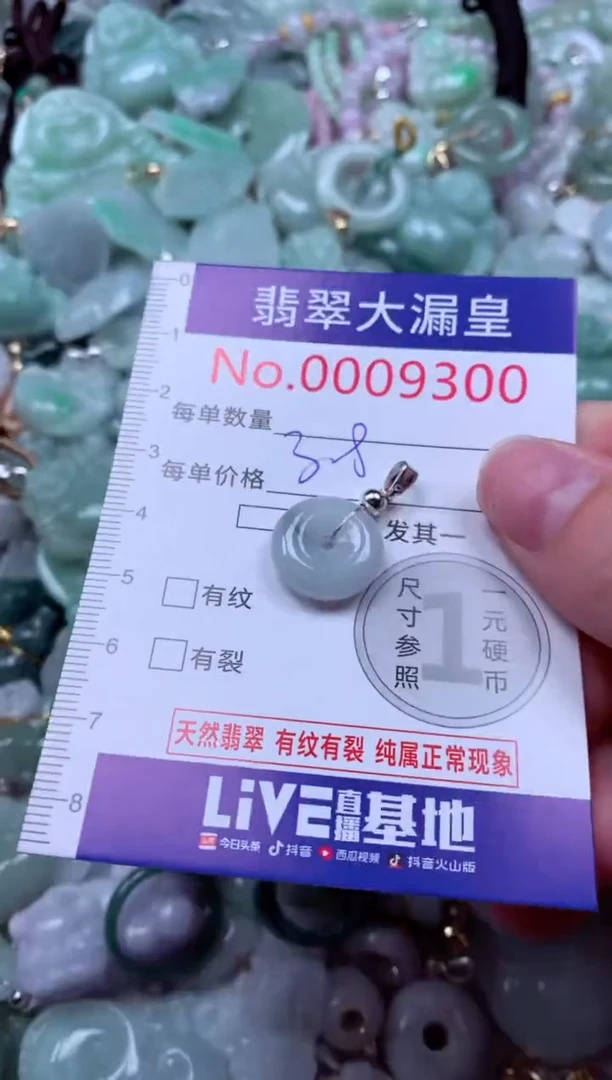 翡翠大漏皇
No.0009300
每单数量
每单价格
发其一
有纹
有裂
尺寸参照
1
一元硬币
天然翡翠 有纹有裂 纯属正常现象
LiVE直播基地
今日头条 抖音 西瓜视频 抖音火山版
0
1
2
3
4
5
6
7
8